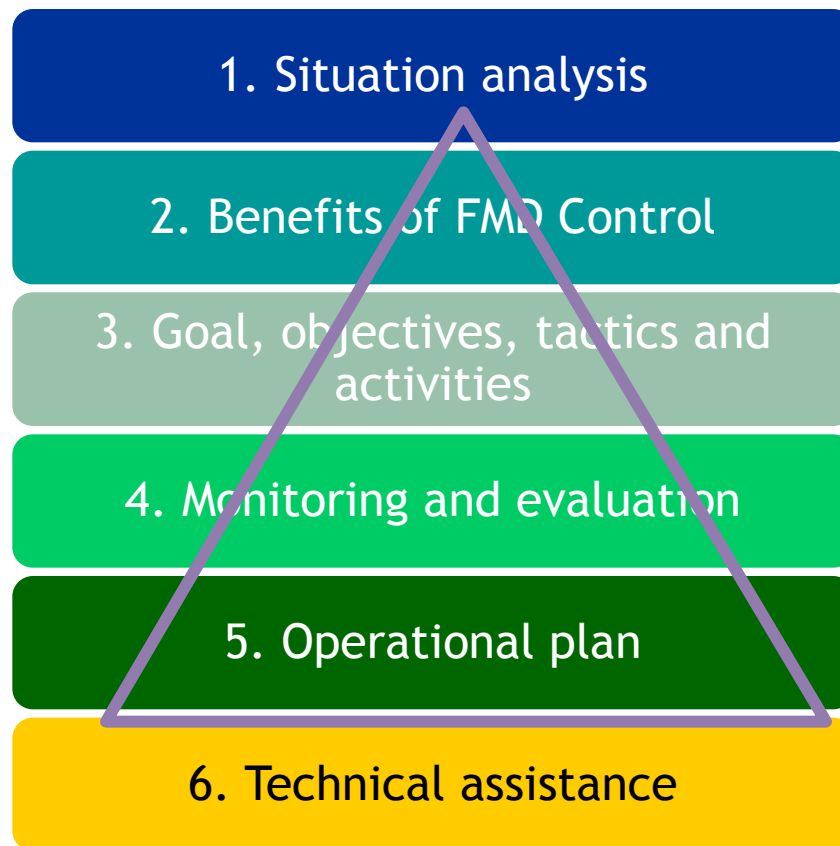 1. Situation analysis
2. Benefits of FMD Control
3. Goal, objectives, tactics and
activities
4. Monitoring and evaluation
5. Operational plan
6. Technical assistance